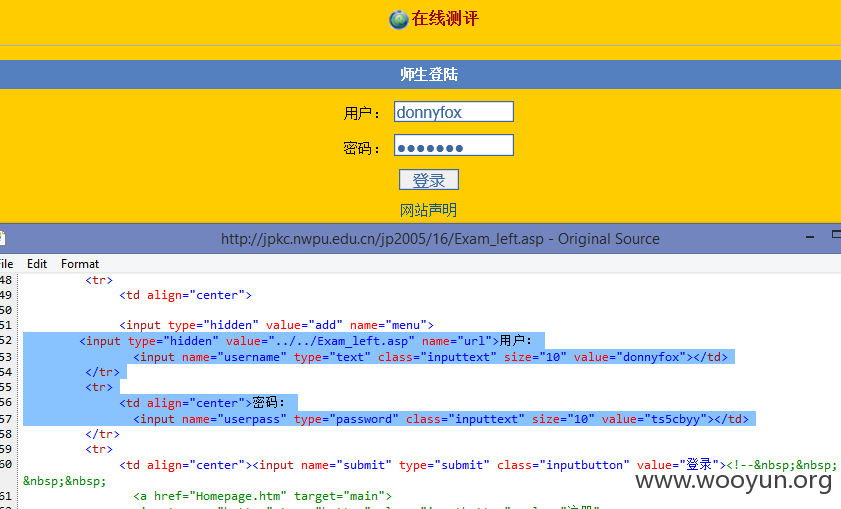 在线测评
师生登陆
用户： donnyfox
密码： ●●●●●●●
登录
网站声明
http://jpkc.nwpu.edu.cn/jp2005/16/Exam_left.asp - Original Source
File Edit Format
48 <tr>
49 <td align="center">
50
51 <input type="hidden" value="add" name="menu">
52 <input type="hidden" value="../../Exam_left.asp" name="url">用户：
53 <input name="username" type="text" class="inputtext" size="10" value="donnyfox"></td>
54 </tr>
55 <tr>
56 <td align="center">密码：
57 <input name="userpass" type="password" class="inputtext" size="10" value="ts5cbyy"></td>
58 </tr>
59 <tr>
60 <td align="center"><input name="submit" type="submit" class="inputbutton" value="登录"><!--&nbsp;&nbsp;
&nbsp;&nbsp;
www.wooyun.org
61 <a href="Homepage.htm" target="main">